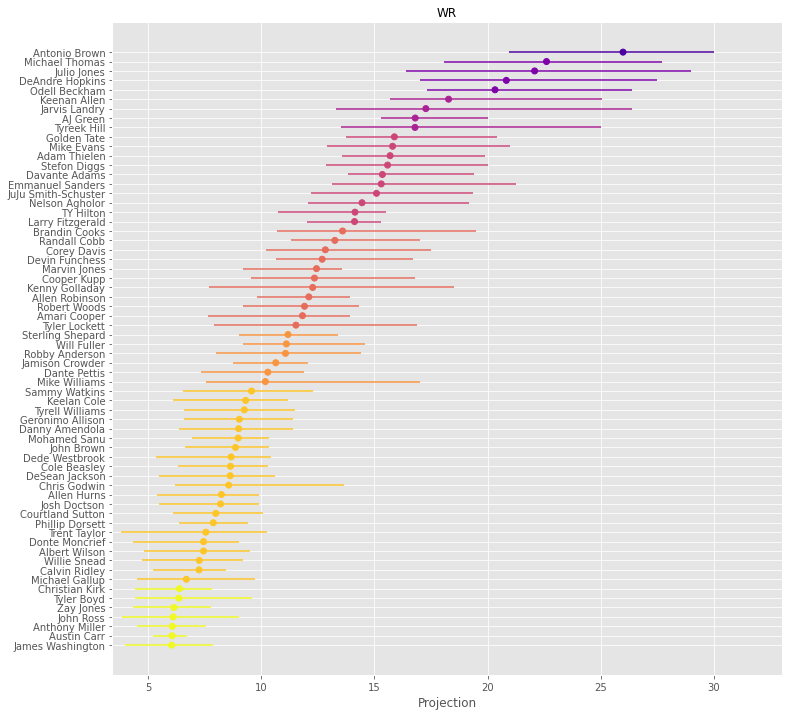 WR
Antonio Brown
Michael Thomas
Julio Jones
DeAndre Hopkins
Odell Beckham
Keenan Allen
Jarvis Landry
AJ Green
Tyreek Hill
Golden Tate
Mike Evans
Adam Thielen
Stefon Diggs
Davante Adams
Emmanuel Sanders
JuJu Smith-Schuster
Nelson Agholor
TY Hilton
Larry Fitzgerald
Brandin Cooks
Randall Cobb
Corey Davis
Devin Funchess
Marvin Jones
Cooper Kupp
Kenny Golladay
Allen Robinson
Robert Woods
Amari Cooper
Tyler Lockett
Sterling Shepard
Will Fuller
Robby Anderson
Jamison Crowder
Dante Pettis
Mike Williams
Sammy Watkins
Keelan Cole
Tyrell Williams
Geronimo Allison
Danny Amendola
Mohamed Sanu
John Brown
Dede Westbrook
Cole Beasley
DeSean Jackson
Chris Godwin
Allen Hurns
Josh Doctson
Courtland Sutton
Phillip Dorsett
Trent Taylor
Donte Moncrief
Albert Wilson
Willie Snead
Calvin Ridley
Michael Gallup
Christian Kirk
Tyler Boyd
Zay Jones
John Ross
Anthony Miller
Austin Carr
James Washington
5 10 15 20 25 30
Projection